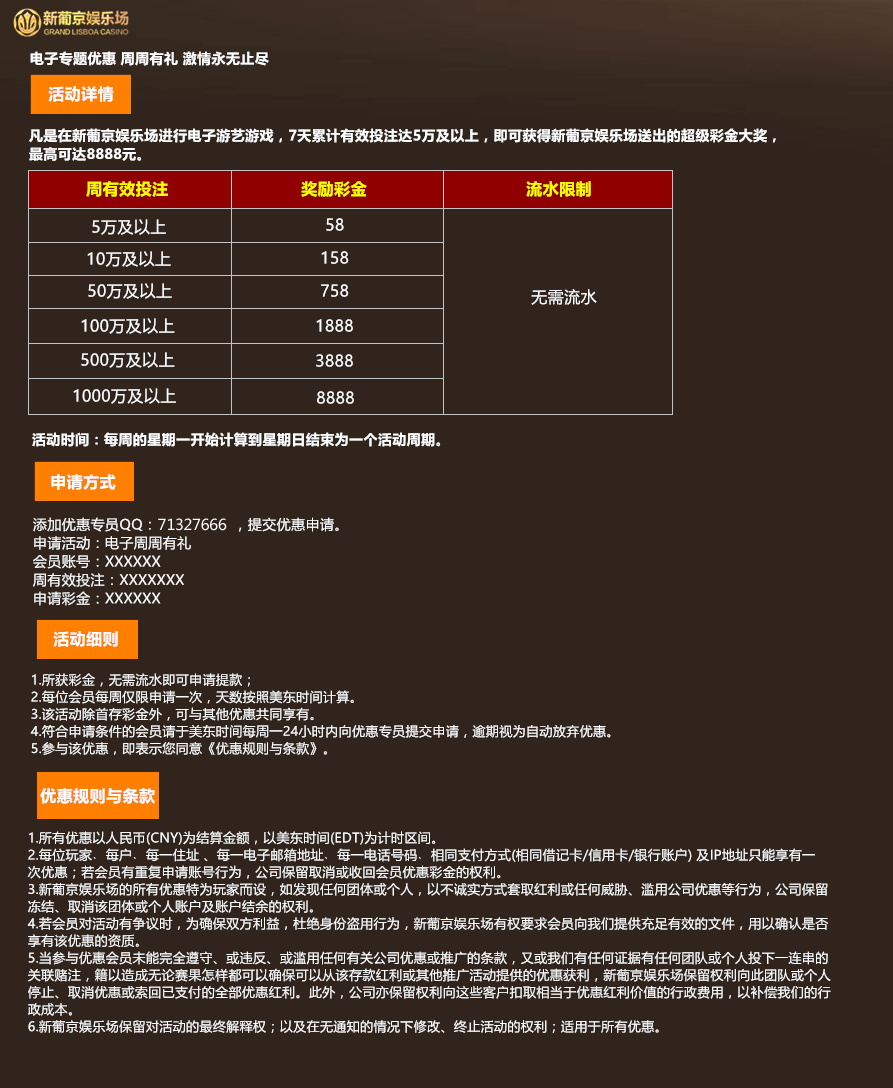 新葡京娱乐场
GRAND LISBOA CASINO
电子专题优惠 周周有礼 激情永无止尽
活动详情
凡是在新葡京娱乐场进行电子游艺游戏，7天累计有效投注达5万及以上，即可获得新葡京娱乐场送出的超级彩金大奖，
最高可达8888元。
周有效投注 奖励彩金 流水限制
5万及以上 58
10万及以上 158
50万及以上 758
无需流水
100万及以上 1888
500万及以上 3888
1000万及以上 8888
活动时间：每周的星期一开始计算到星期日结束为一个活动周期。
申请方式
添加优惠专员QQ：71327666 ，提交优惠申请。
申请活动：电子周周有礼
会员账号：XXXXXX
周有效投注：XXXXXXX
申请彩金：XXXXXX
活动细则
1.所获彩金，无需流水即可申请提款；
2.每位会员每周仅限申请一次，天数按照美东时间计算。
3.该活动除首存彩金外，可与其他优惠共同享有。
4.符合申请条件的会员请于美东时间每周一24小时内向优惠专员提交申请，逾期视为自动放弃优惠。
5.参与该优惠，即表示您同意《优惠规则与条款》。
优惠规则与条款
1.所有优惠以人民币(CNY)为结算金额，以美东时间(EDT)为计时区间。
2.每位玩家、每户、每一住址 、每一电子邮箱地址、每一电话号码、相同支付方式(相同借记卡/信用卡/银行账户) 及IP地址只能享有一
次优惠；若会员有重复申请账号行为，公司保留取消或收回会员优惠彩金的权利。
3.新葡京娱乐场的所有优惠特为玩家而设，如发现任何团体或个人，以不诚实方式套取红利或任何威胁、滥用公司优惠等行为，公司保留
冻结、取消该团体或个人账户及账户结余的权利。
4.若会员对活动有争议时，为确保双方利益，杜绝身份盗用行为，新葡京娱乐场有权要求会员向我们提供充足有效的文件，用以确认是否
享有该优惠的资质。
5.当参与优惠会员未能完全遵守、或违反、或滥用任何有关公司优惠或推广的条款，又或我们有任何证据有任何团队或个人投下一连串的
关联赌注，籍以造成无论赛果怎样都可以确保可以从该存款红利或其他推广活动提供的优惠获利，新葡京娱乐场保留权利向此团队或个人
停止、取消优惠或索回已支付的全部优惠红利。此外，公司亦保留权利向这些客户扣取相当于优惠红利价值的行政费用，以补偿我们的行
政成本。
6.新葡京娱乐场保留对活动的最终解释权；以及在无通知的情况下修改、终止活动的权利；适用于所有优惠。